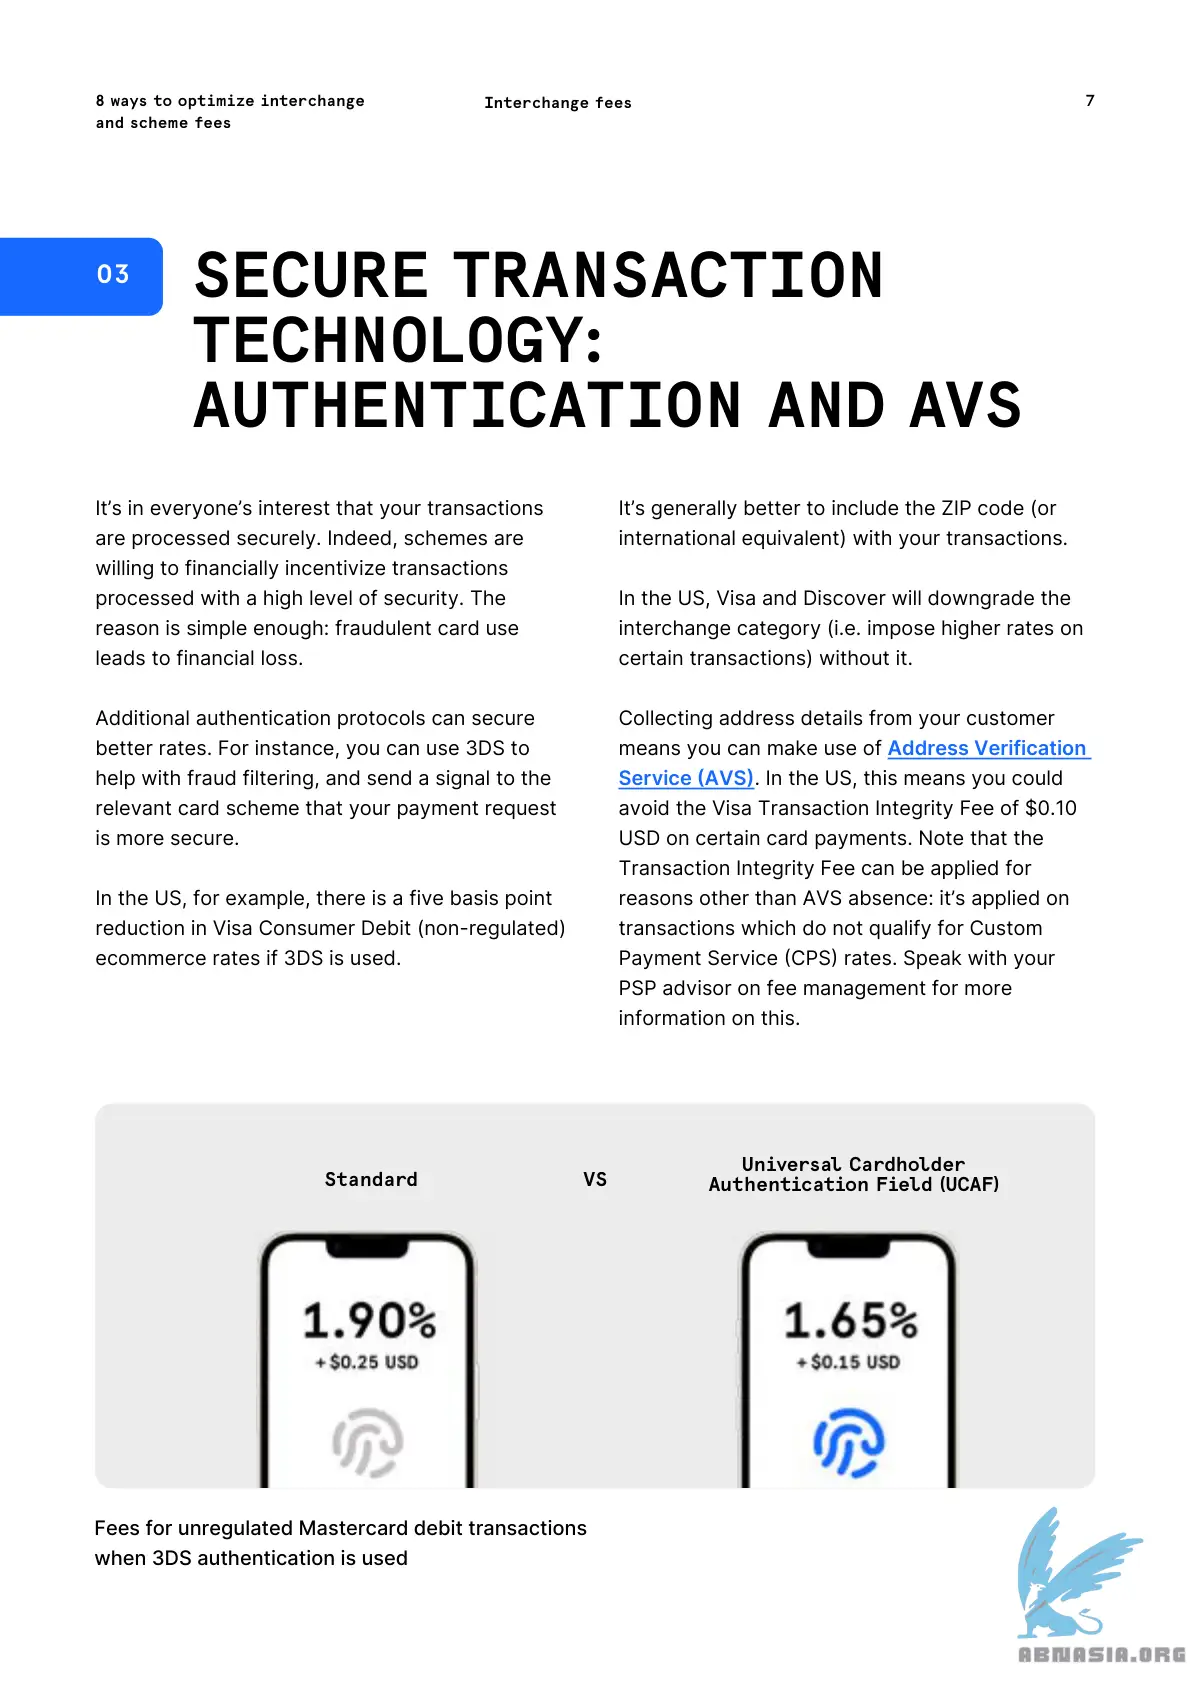 8 ways to optimize interchange
and scheme fees
Interchange fees
7
03
SECURE TRANSACTION
TECHNOLOGY:
AUTHENTICATION AND AVS
It’s in everyone’s interest that your transactions
are processed securely. Indeed, schemes are
willing to financially incentivize transactions
processed with a high level of security. The
reason is simple enough: fraudulent card use
leads to financial loss.
Additional authentication protocols can secure
better rates. For instance, you can use 3DS to
help with fraud filtering, and send a signal to the
relevant card scheme that your payment request
is more secure.
In the US, for example, there is a five basis point
reduction in Visa Consumer Debit (non-regulated)
ecommerce rates if 3DS is used.
It’s generally better to include the ZIP code (or
international equivalent) with your transactions.
In the US, Visa and Discover will downgrade the
interchange category (i.e. impose higher rates on
certain transactions) without it.
Collecting address details from your customer
means you can make use of Address Verification
Service (AVS). In the US, this means you could
avoid the Visa Transaction Integrity Fee of $0.10
USD on certain card payments. Note that the
Transaction Integrity Fee can be applied for
reasons other than AVS absence: it’s applied on
transactions which do not qualify for Custom
Payment Service (CPS) rates. Speak with your
PSP advisor on fee management for more
information on this.
Standard
VS
Universal Cardholder
Authentication Field (UCAF)
1.90%
+ $0.25 USD
1.65%
+ $0.15 USD
Fees for unregulated Mastercard debit transactions
when 3DS authentication is used
ABNASIA.ORG